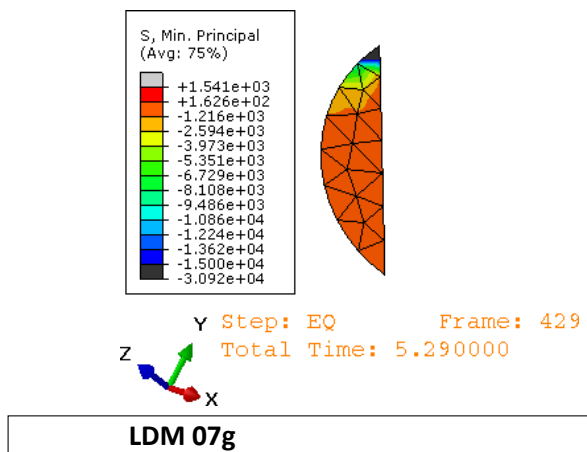 S, Min. Principal
(Avg: 75%)
+1.541e+03
+1.626e+02
-1.216e+03
-2.594e+03
-3.973e+03
-5.351e+03
-6.729e+03
-8.108e+03
-9.486e+03
-1.086e+04
-1.224e+04
-1.362e+04
-1.500e+04
-3.092e+04
Y
Z
X
Step: EQ Frame: 429
Total Time: 5.290000
LDM 07g